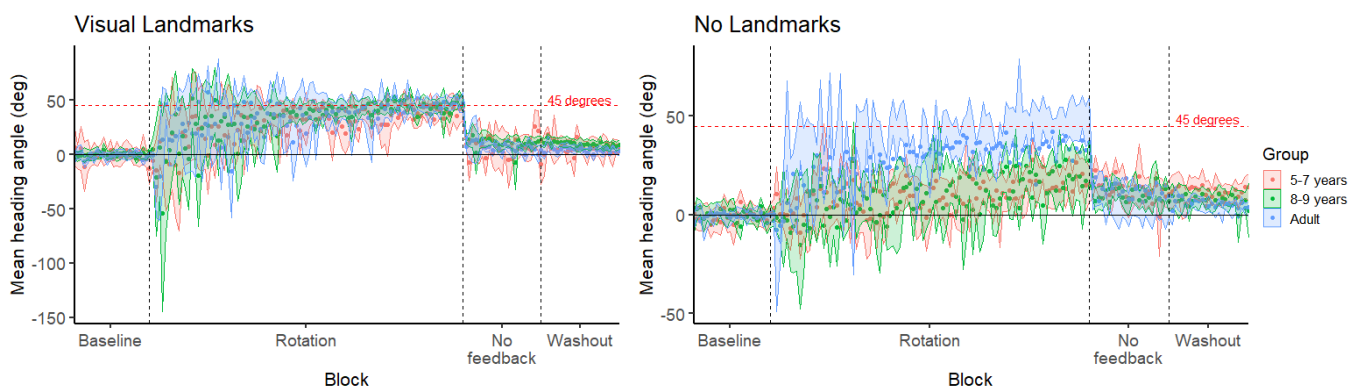 Visual Landmarks
Mean heading angle (deg)
50
0
-50
-100
-150
45 degrees
Baseline
Rotation
No
feedback
Washout
Block
No Landmarks
Mean heading angle (deg)
50
0
-50
45 degrees
Baseline
Rotation
No
feedback
Washout
Block
Group
5-7 years
8-9 years
Adult